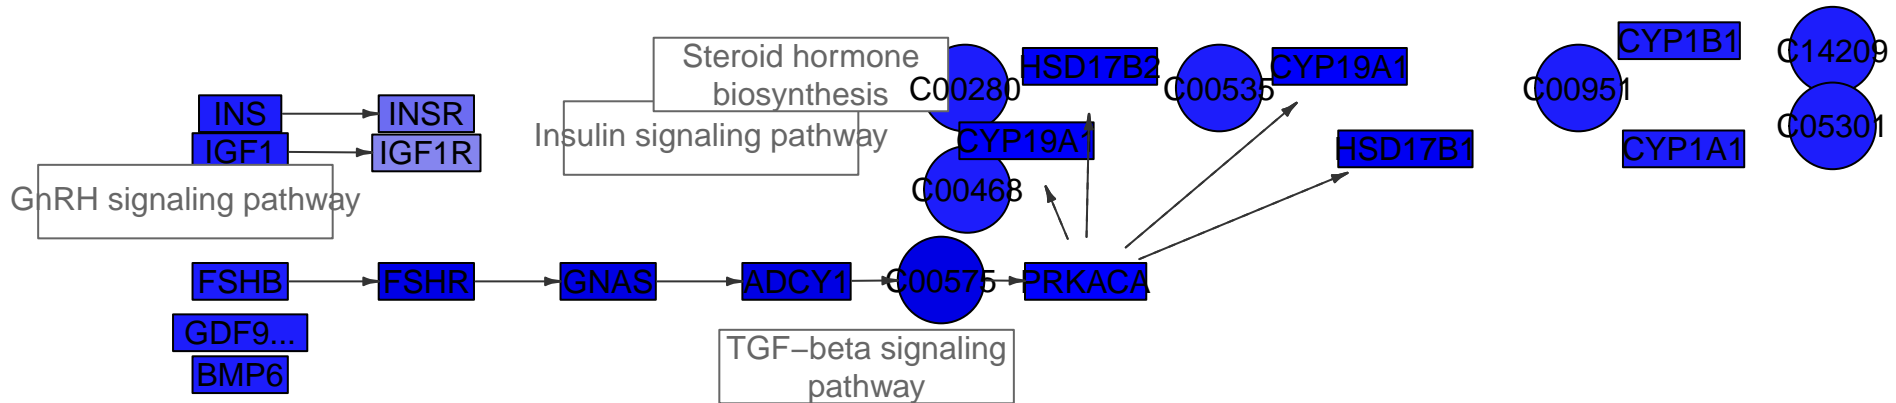 Steroid hormone
biosynthesis
C00280
HSD17B2
C00535
CYP19A1
C00951
CYP1B1
C14209
INS
INSR
Insulin signaling pathway
CYP19A1
HSD17B1
CYP1A1
C05301
IGF1
IGF1R
GnRH signaling pathway
C00468
FSHB
FSHR
GNAS
ADCY1
C00575
PRKACA
GDF9...
BMP6
TGF−beta signaling
pathway